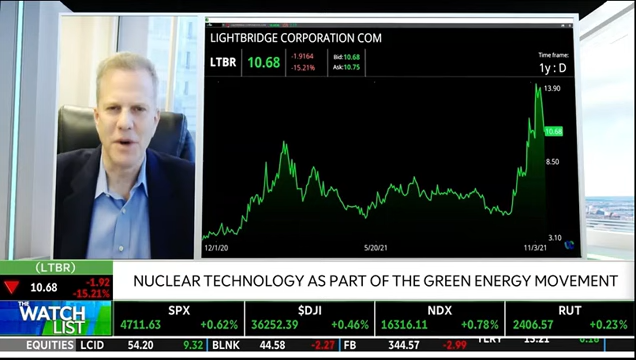 LIGHTBRIDGE CORPORATION COM
LTBR 10.68 -1.9164 -15.21% Bid:10.68 Ask:10.75
Time frame:
1y : D
13.90
10.68
8.50
3.10
12/1/20 5/20/21 11/3/21
(LTBR)
10.68 -1.92 -15.21%
NUCLEAR TECHNOLOGY AS PART OF THE GREEN ENERGY MOVEMENT
THE WATCH LIST
SPX $DJI NDX RUT
4711.63 +0.62% 36252.39 +0.46% 16316.11 +0.78% 2406.57 +0.23%
EQUITIES LCID 54.20 9.32 BLNK 44.58 -2.27 FB 344.57 -2.99